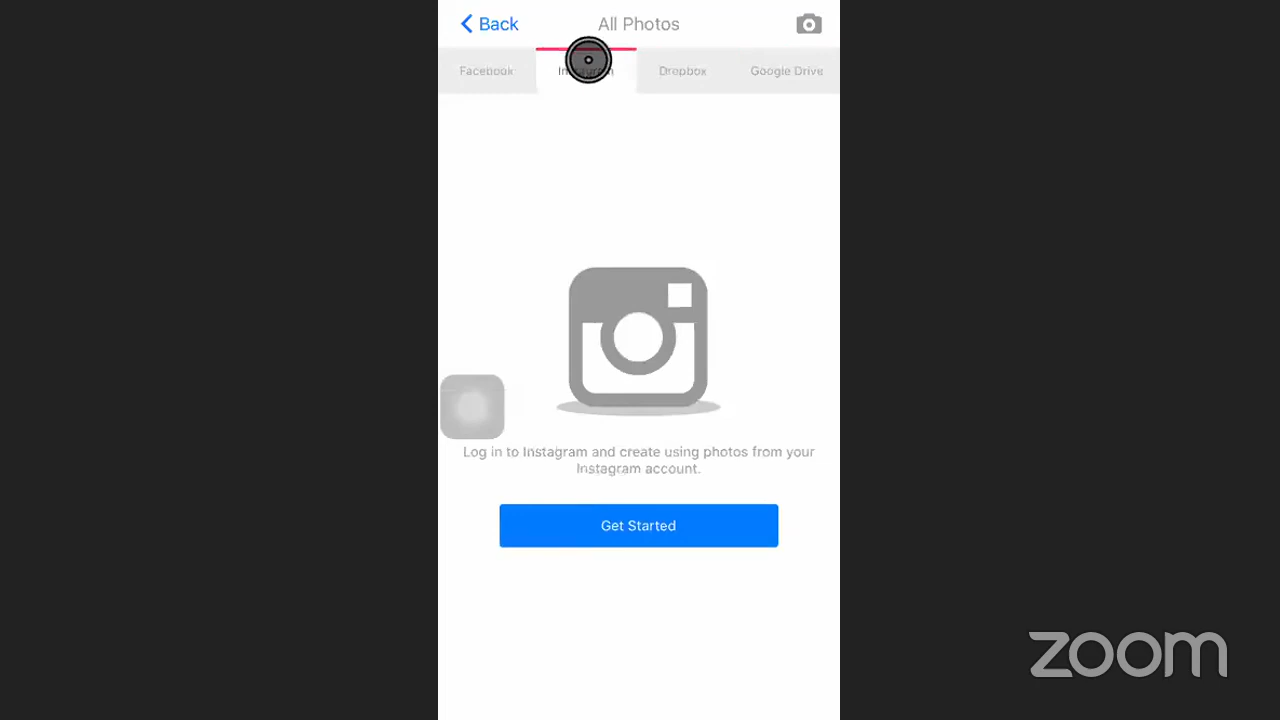 Back
All Photos
Facebook
Instagram
Dropbox
Google Drive
Log in to Instagram and create using photos from your
Instagram account.
Get Started
zoom